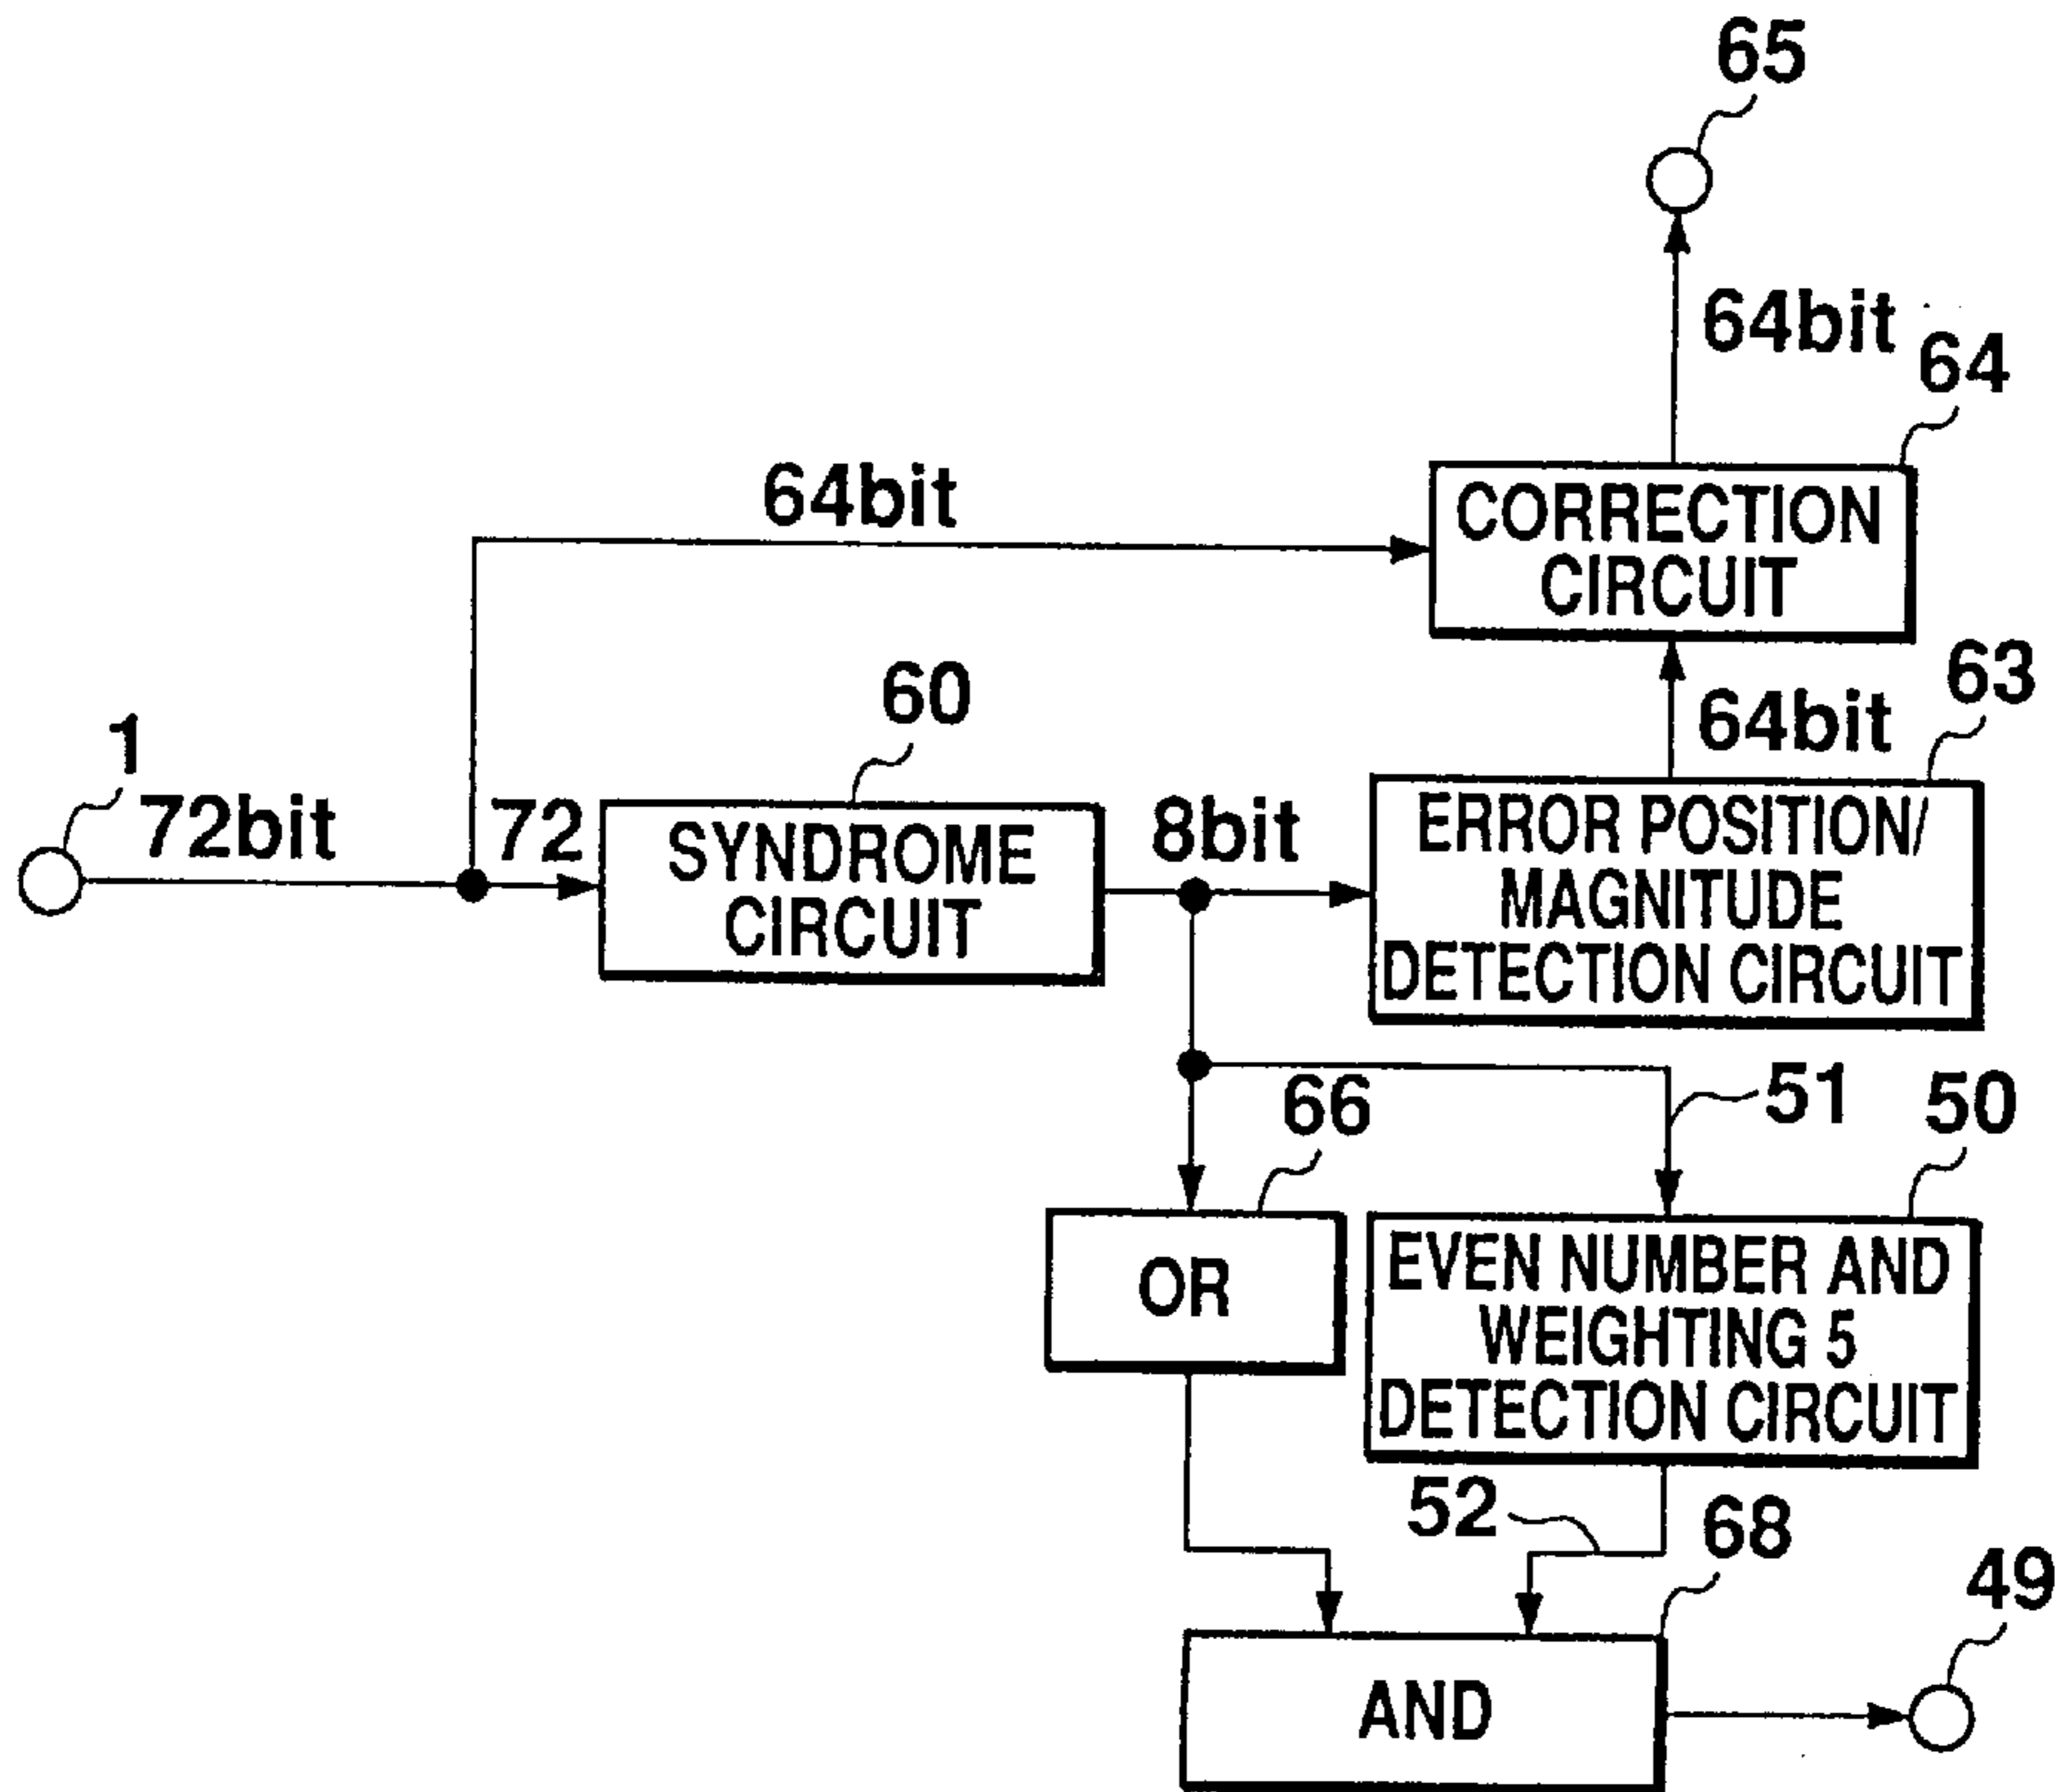 65
64bit
64
64bit
CORRECTION
CIRCUIT
63
60
64bit
1
72bit
72
SYNDROME
CIRCUIT
8bit
ERROR POSITION/
MAGNITUDE
DETECTION CIRCUIT
66
51
50
OR
EVEN NUMBER AND
WEIGHTING 5
DETECTION CIRCUIT
52
68
49
AND